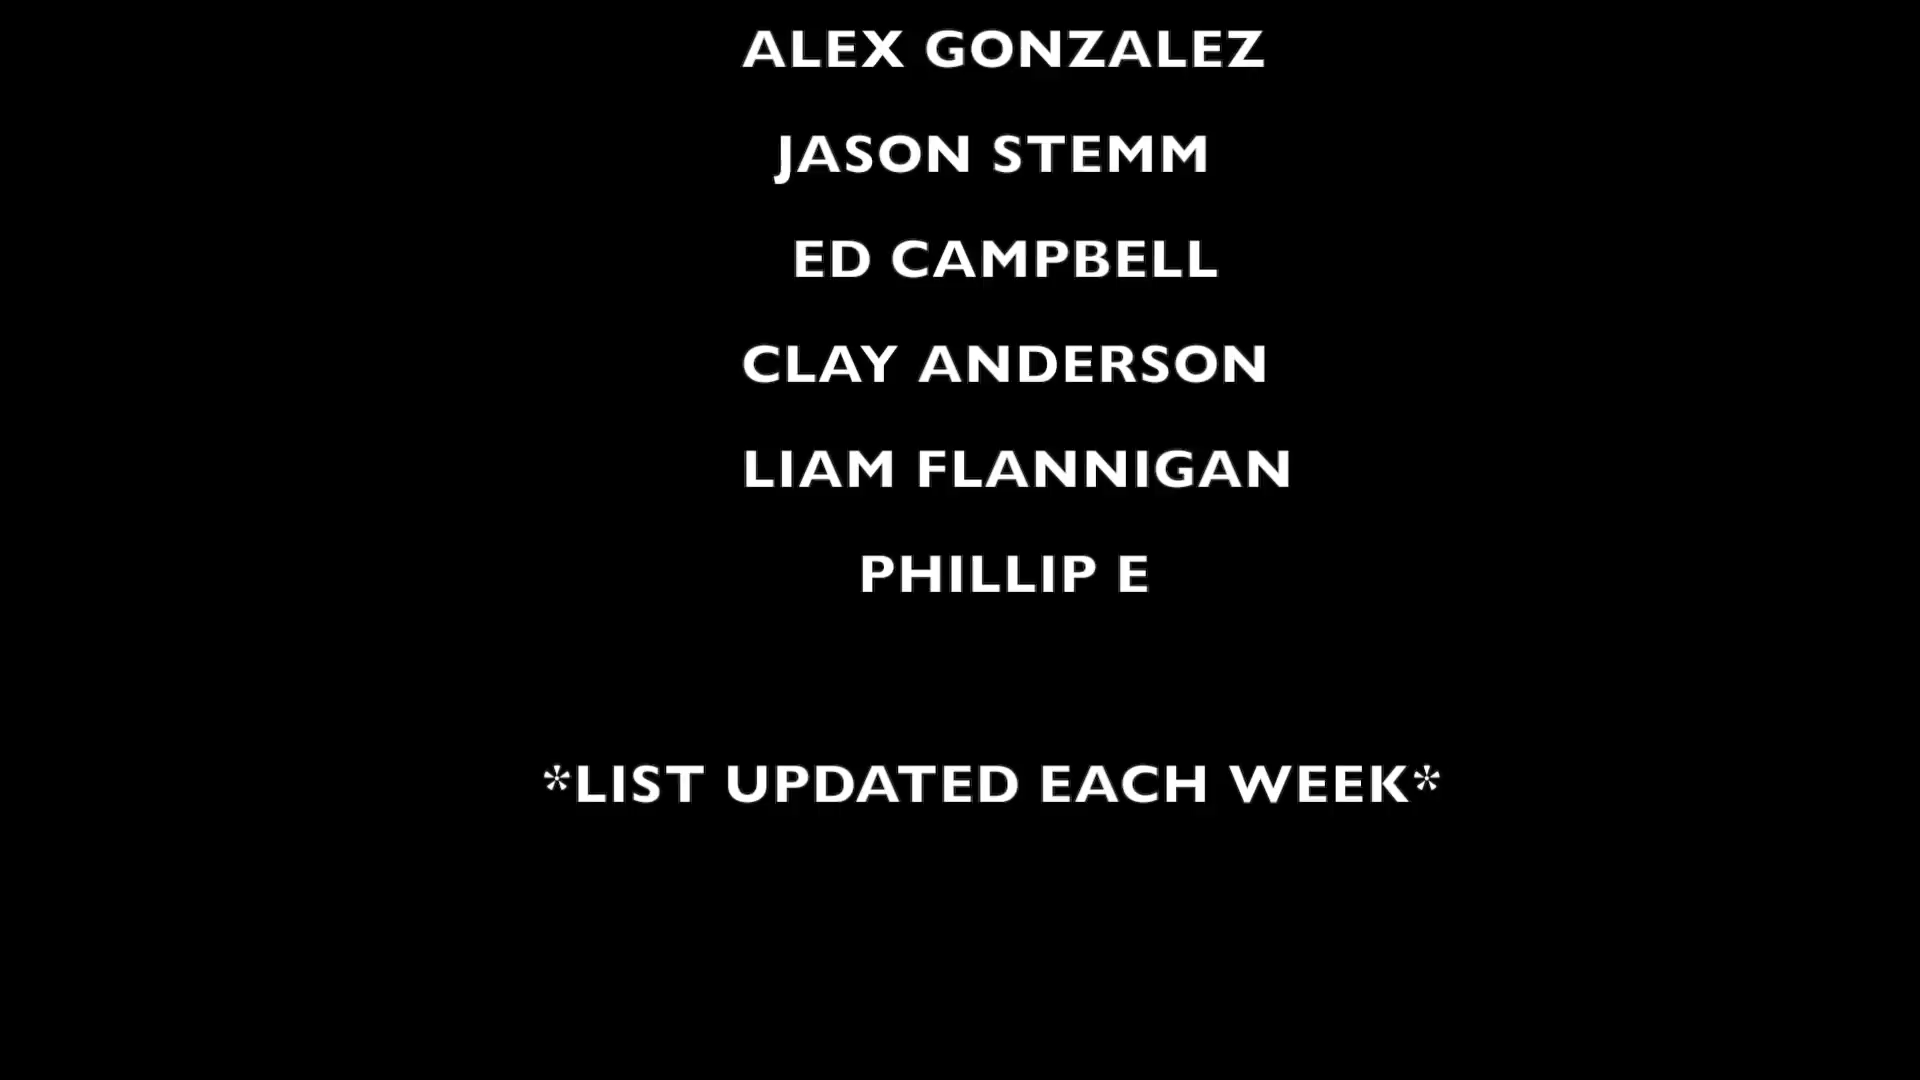 ALEX GONZALEZ
JASON STEMM
ED CAMPBELL
CLAY ANDERSON
LIAM FLANNIGAN
PHILLIP E
*LIST UPDATED EACH WEEK*